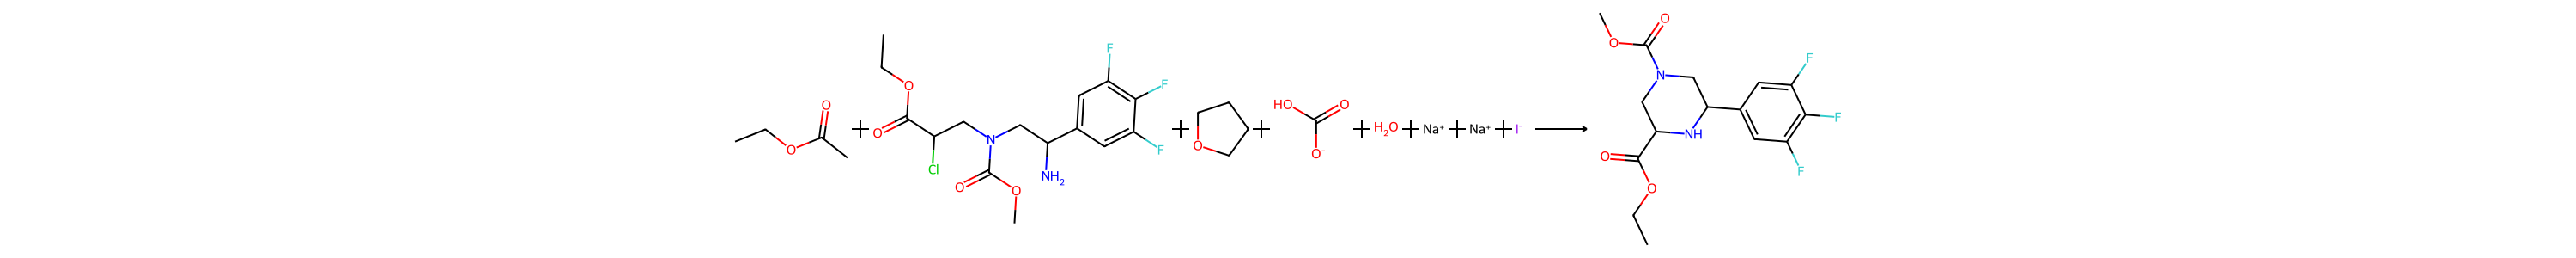 O
O
+
O
O
Cl
N
O
O
NH₂
F
F
F
+
O
+
HO
O
O⁻
+
H₂O
+
Na⁺
+
Na⁺
+
I⁻
O
O
N
NH
O
O
F
F
F